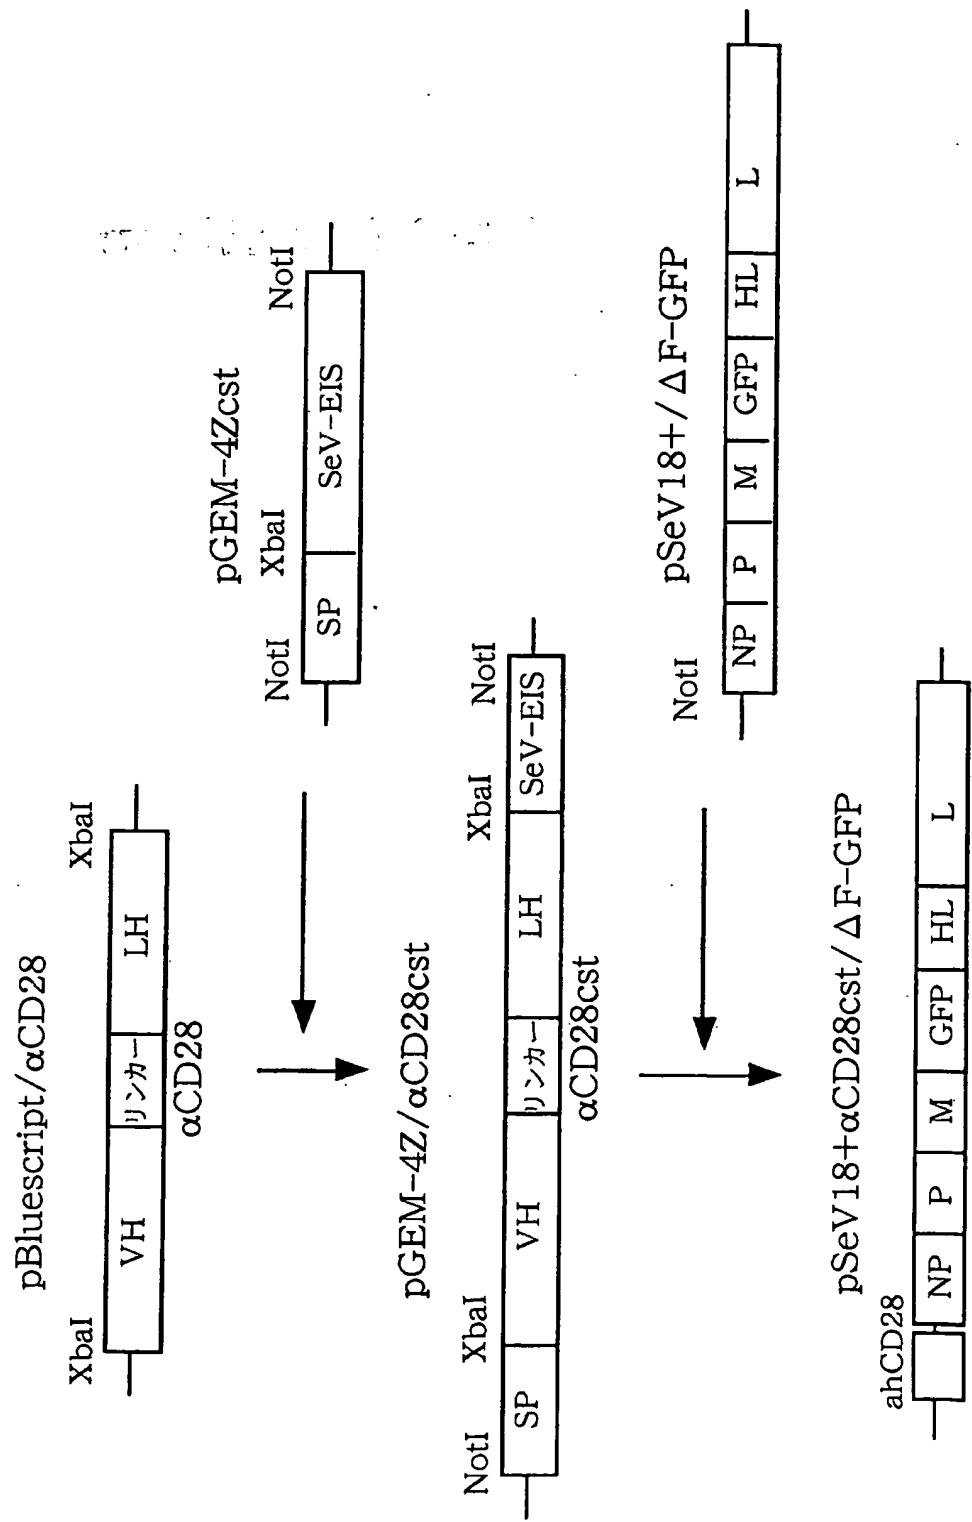 pBluescript/αCD28
XbaI XbaI
VH リンカー LH
αCD28
pGEM-4Zcst
NotI XbaI NotI
SP SeV-EIS
pGEM-4Z/αCD28cst
NotI XbaI XbaI NotI
SP VH リンカー LH SeV-EIS
αCD28cst
pSeV18+/ΔF-GFP
NotI
NP P M GFP HL L
pSeV18+αCD28cst/ΔF-GFP
ahCD28
NP P M GFP HL L